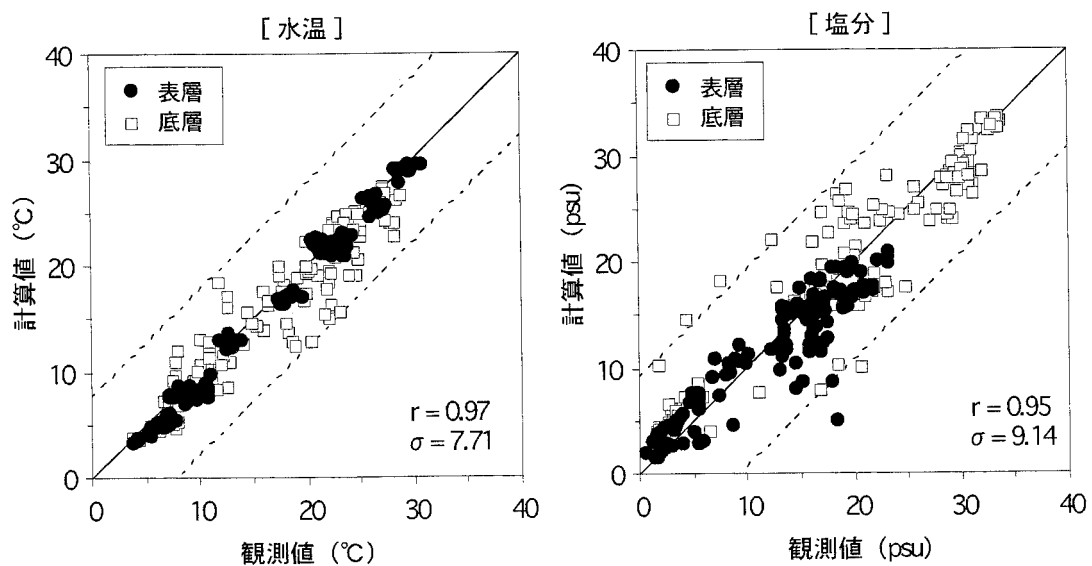 [水温]
40
30
20
10
0
0 10 20 30 40
計算値 (℃)
観測値 (℃)
● 表層
□ 底層
r = 0.97
σ = 7.71
[塩分]
40
30
20
10
0
0 10 20 30 40
計算値 (psu)
観測値 (psu)
● 表層
□ 底層
r = 0.95
σ = 9.14